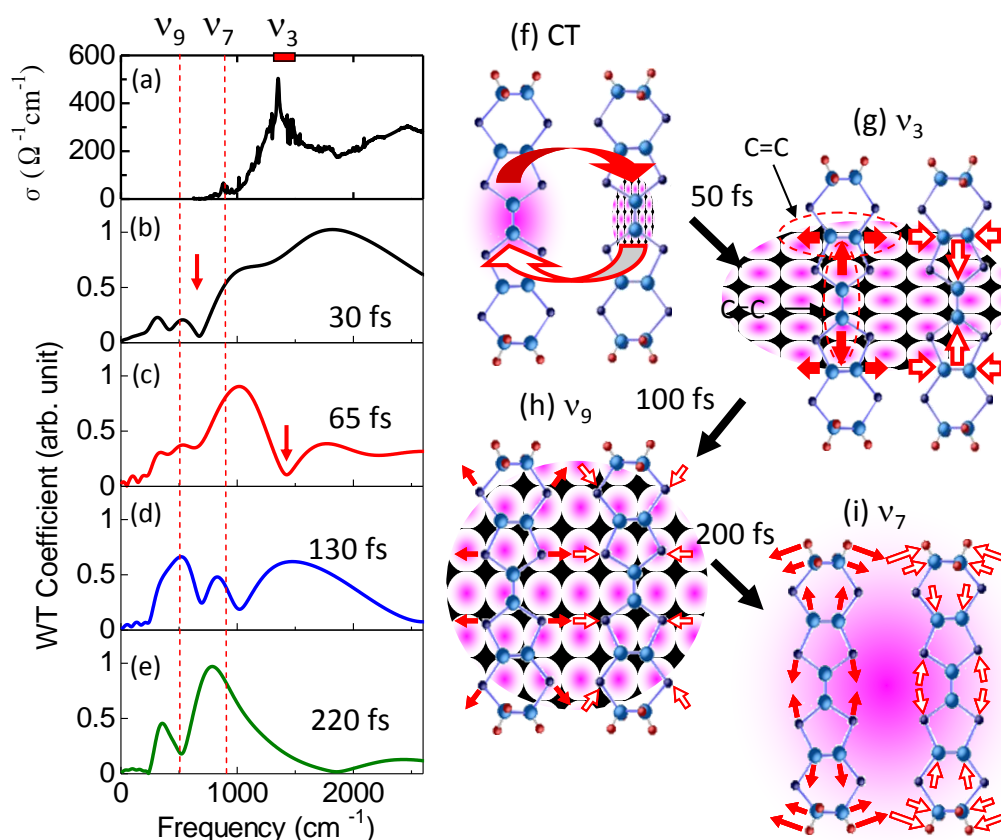 ν9 ν7 ν3
(a)
600
400
200
0
σ (Ω-1cm-1)
(b)
1
0.5
0
30 fs
(c)
1
0.5
0
65 fs
(d)
1
0.5
0
130 fs
(e)
1
0.5
0
220 fs
WT Coefficient (arb. unit)
0 1000 2000
Frequency (cm -1)
(f) CT
50 fs
(g) ν3
C=C
C=C
100 fs
(h) ν9
200 fs
(i) ν7